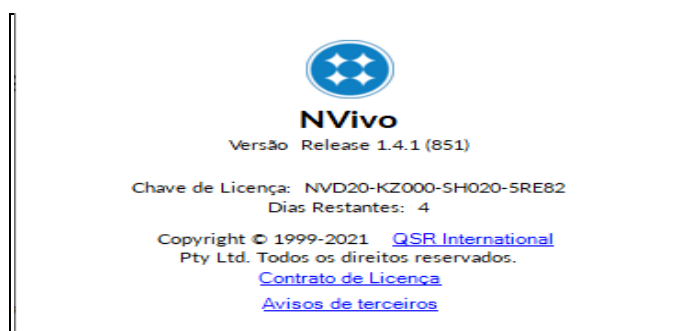 NVivo
Versão Release 1.4.1 (851)
Chave de Licença: NVD20-KZ000-SH020-5RE82
Dias Restantes: 4
Copyright © 1999-2021 QSR International
Pty Ltd. Todos os direitos reservados.
Contrato de Licença
Avisos de terceiros